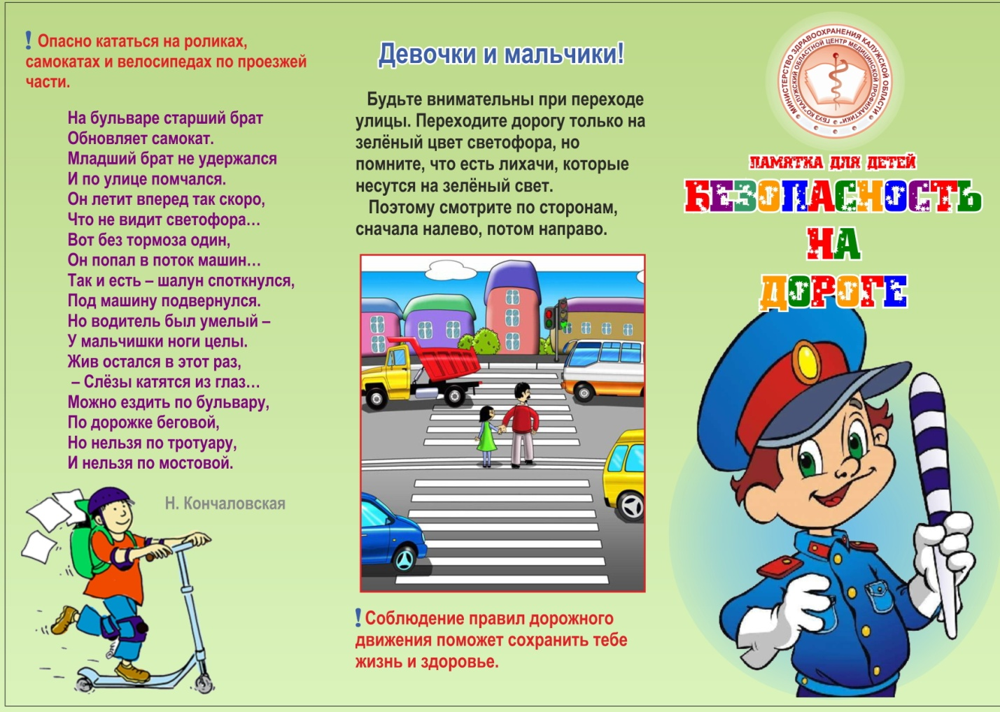 ! Опасно кататься на роликах,
самокатах и велосипедах по проезжей
части.
На бульваре старший брат
Обновляет самокат.
Младший брат не удержался
И по улице помчался.
Он летит вперед так скоро,
Что не видит светофора...
Вот без тормоза один,
Он попал в поток машин...
Так и есть – шалун споткнулся,
Под машину подвернулся.
Но водитель был умелый –
У мальчишки ноги целы.
Жив остался в этот раз,
– Слёзы катятся из глаз...
Можно ездить по бульвару,
По дорожке беговой,
Но нельзя по тротуару,
И нельзя по мостовой.
Н. Кончаловская
Девочки и мальчики!
Будьте внимательны при переходе
улицы. Переходите дорогу только на
зелёный цвет светофора, но
помните, что есть лихачи, которые
несутся на зелёный свет.
Поэтому смотрите по сторонам,
сначала налево, потом направо.
! Соблюдение правил дорожного
движения поможет сохранить тебе
жизнь и здоровье.
МИНИСТЕРСТВО ЗДРАВООХРАНЕНИЯ КАЛУЖСКОЙ ОБЛАСТИ
ГБУЗ КО "КАЛУЖСКИЙ ОБЛАСТНОЙ ЦЕНТР МЕДИЦИНСКОЙ ПРОФИЛАКТИКИ"
ПАМЯТКА ДЛЯ ДЕТЕЙ
БЕЗОПАСНОСТЬ
НА
ДОРОГЕ